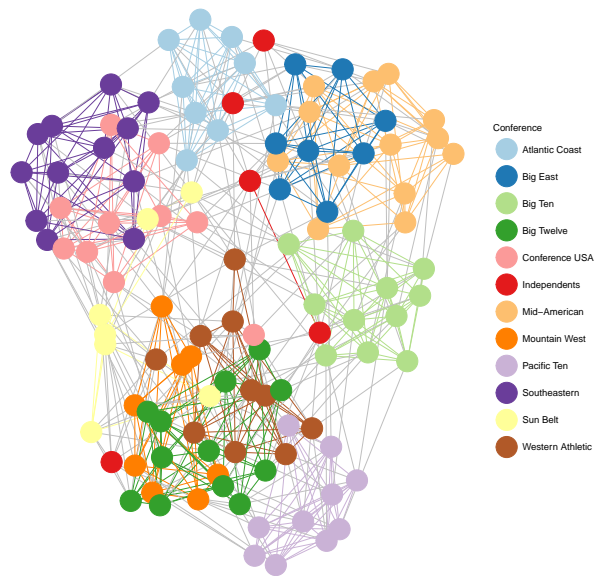 Conference
Atlantic Coast
Big East
Big Ten
Big Twelve
Conference USA
Independents
Mid−American
Mountain West
Pacific Ten
Southeastern
Sun Belt
Western Athletic